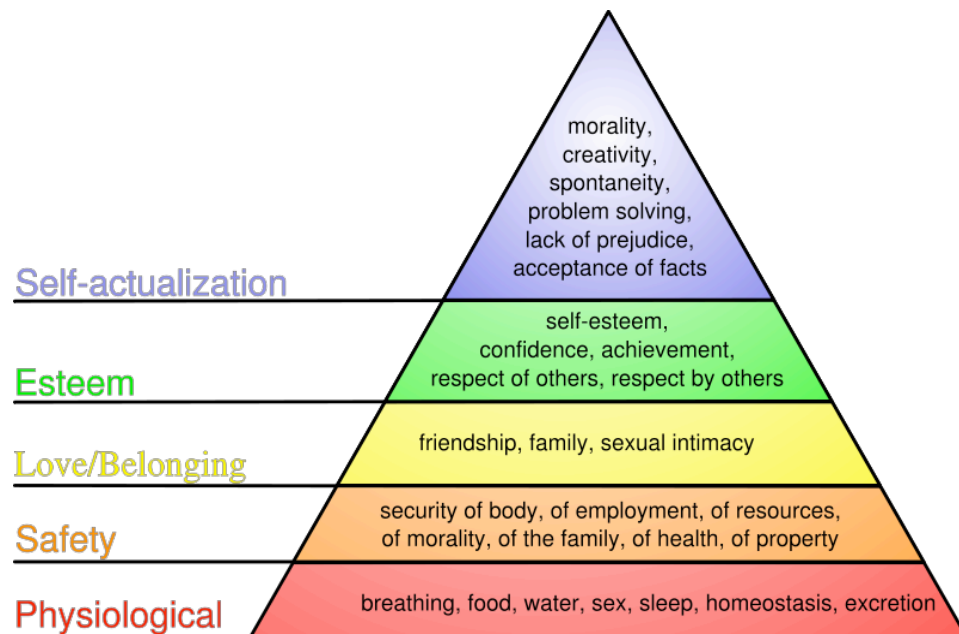 morality,
creativity,
spontaneity,
problem solving,
lack of prejudice,
acceptance of facts
Self-actualization
self-esteem,
confidence, achievement,
respect of others, respect by others
Esteem
friendship, family, sexual intimacy
Love/Belonging
security of body, of employment, of resources,
of morality, of the family, of health, of property
Safety
breathing, food, water, sex, sleep, homeostasis, excretion
Physiological